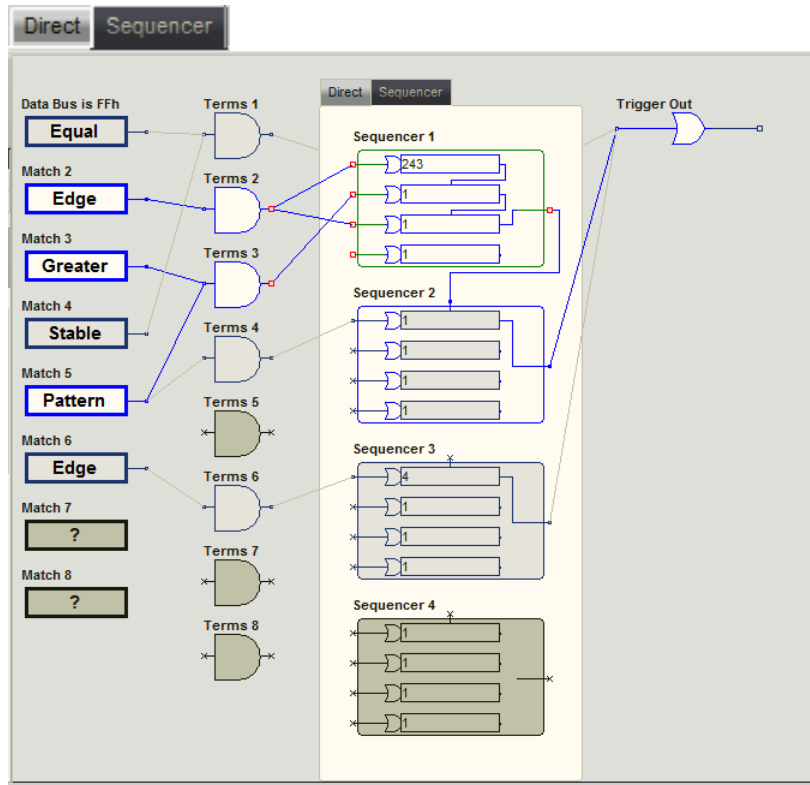 Direct Sequencer
Direct Sequencer
Data Bus is FFh
Equal
Match 2
Edge
Match 3
Greater
Match 4
Stable
Match 5
Pattern
Match 6
Edge
Match 7
?
Match 8
?
Terms 1
Terms 2
Terms 3
Terms 4
Terms 5
Terms 6
Terms 7
Terms 8
Sequencer 1
243
1
1
1
Sequencer 2
1
1
1
1
Sequencer 3
4
1
1
1
Sequencer 4
1
1
1
1
Trigger Out